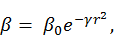 β = β₀e^{-γr²},